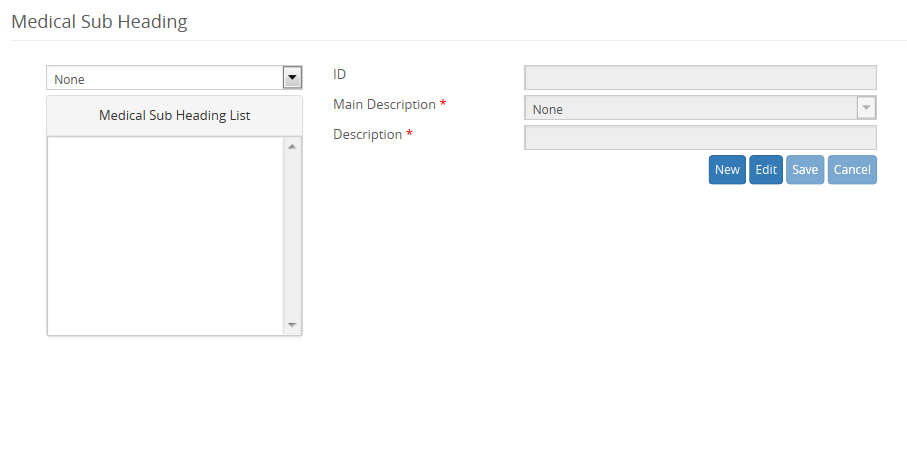 Medical Sub Heading
None
Medical Sub Heading List
ID
Main Description *
None
Description *
New Edit Save Cancel